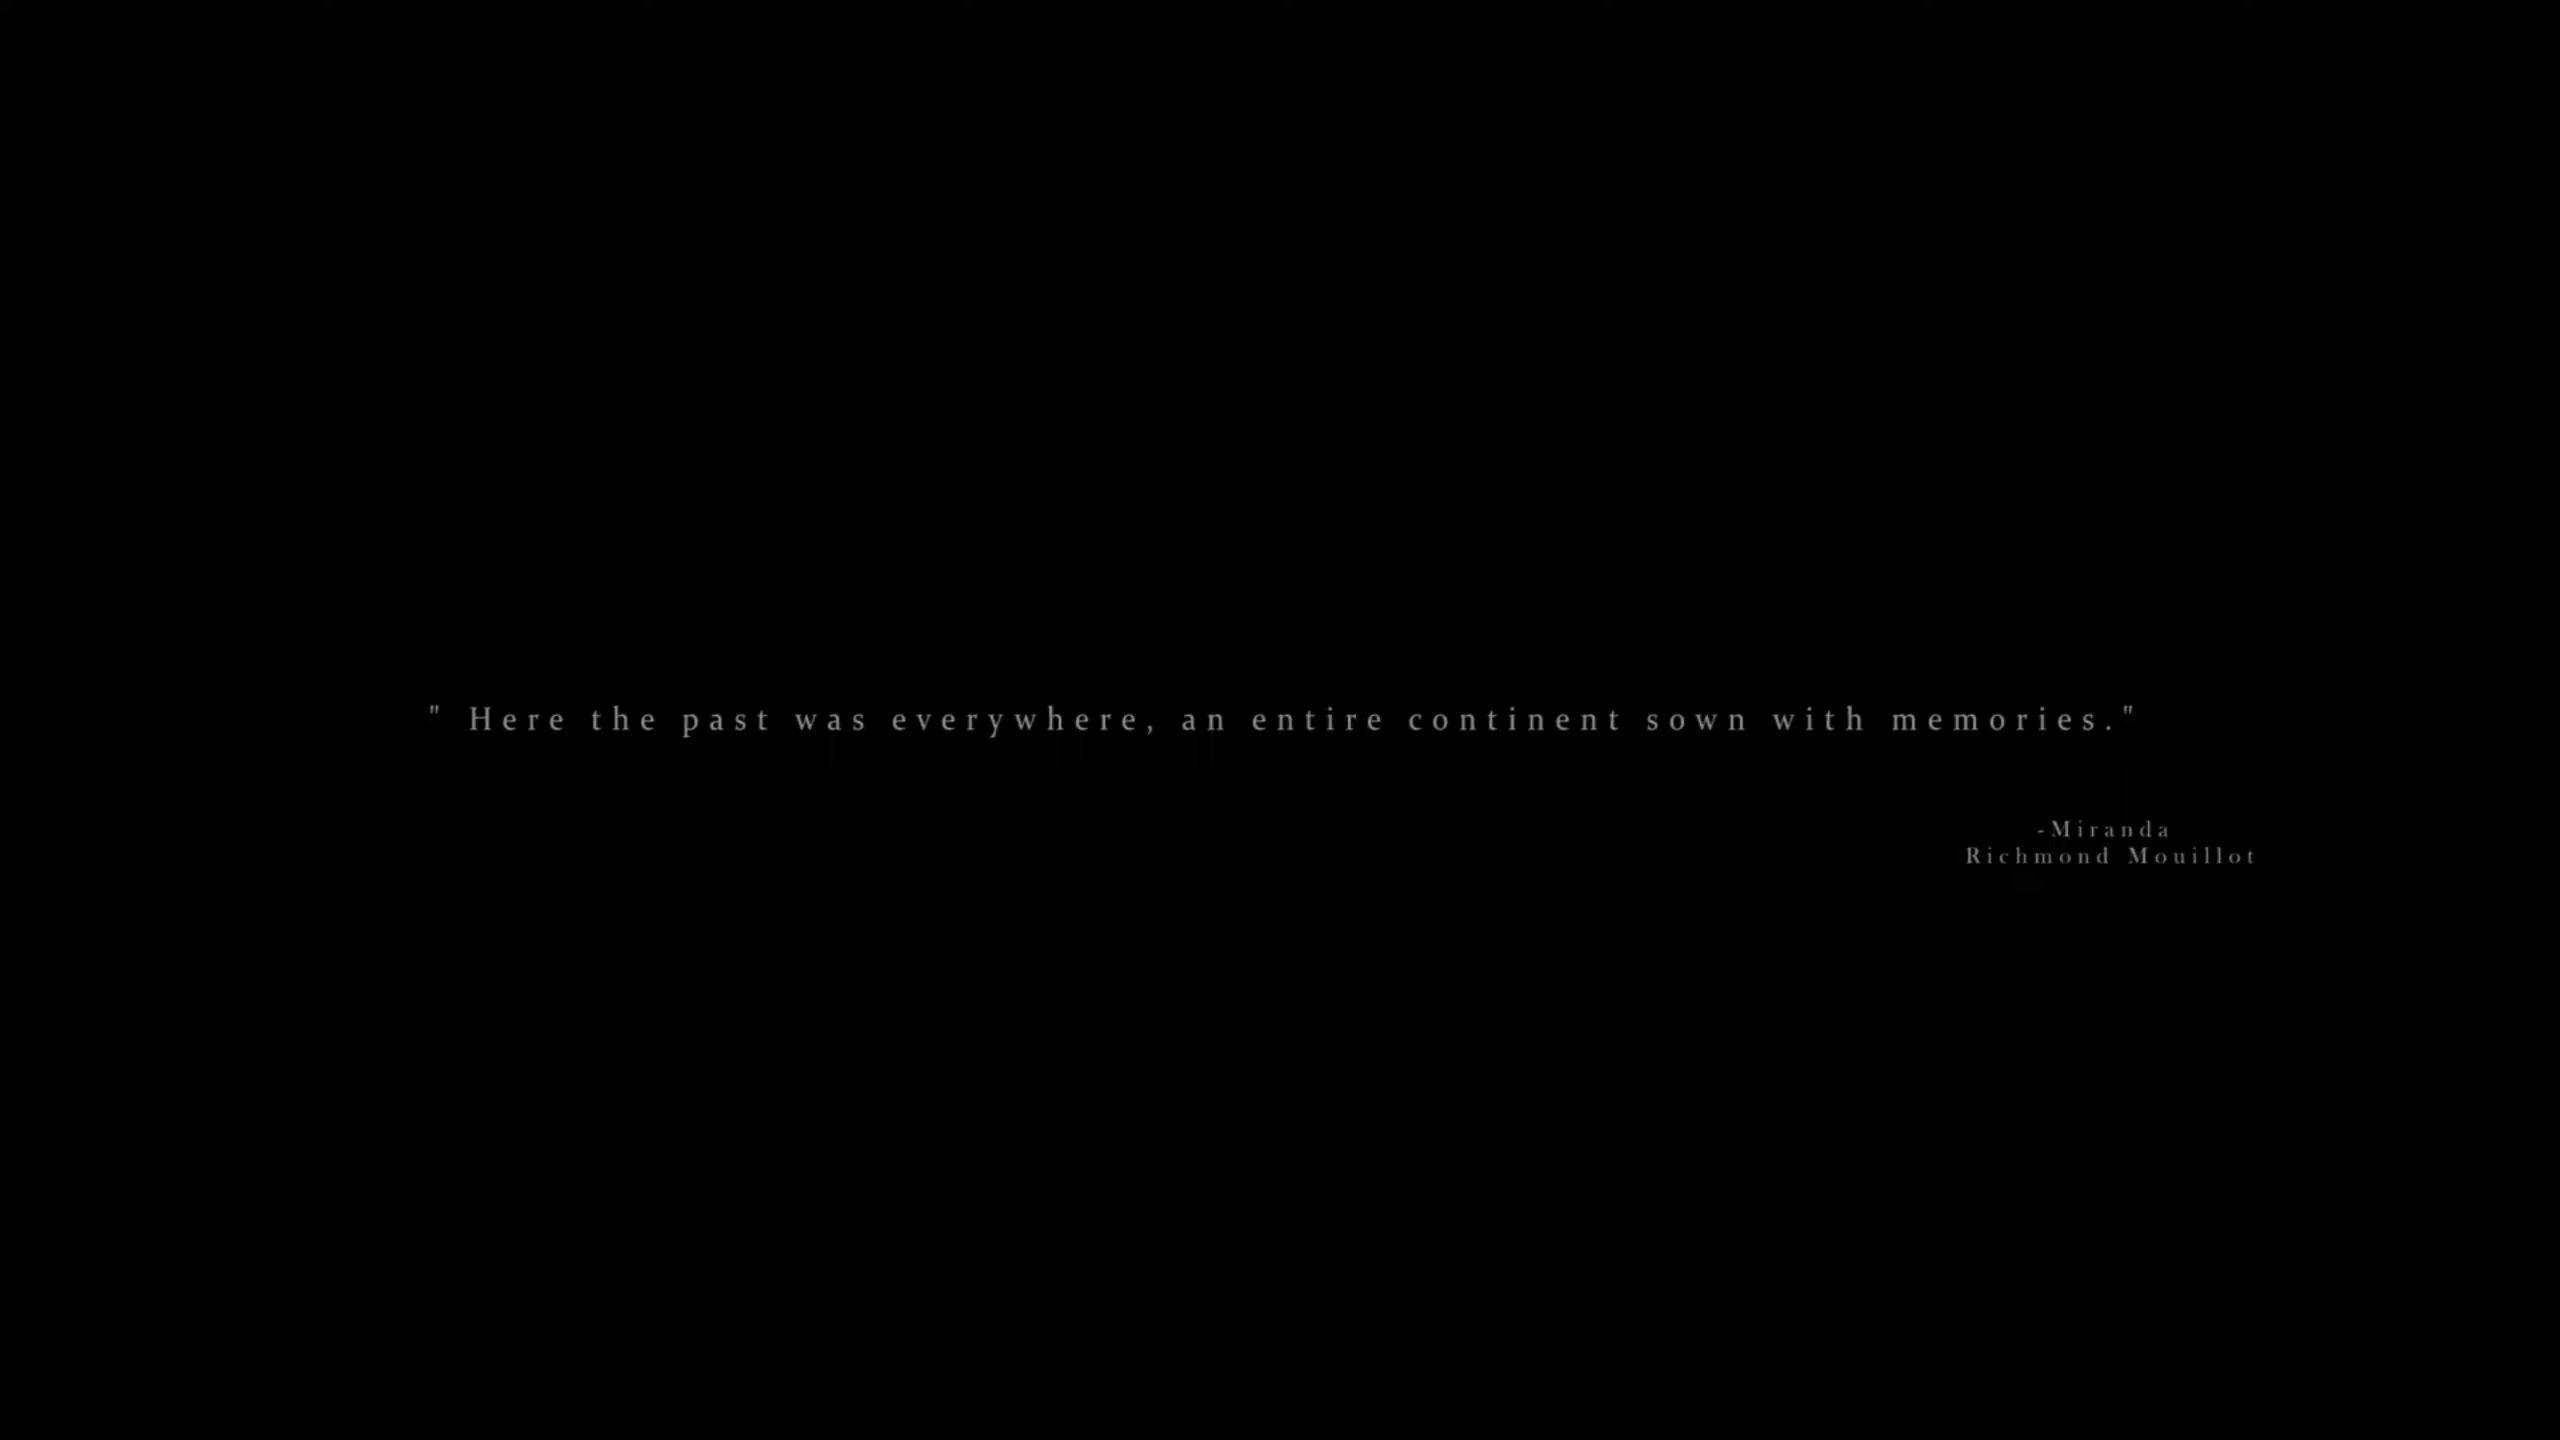 " Here the past was everywhere, an entire continent sown with memories."
-Miranda
Richmond Mouillot